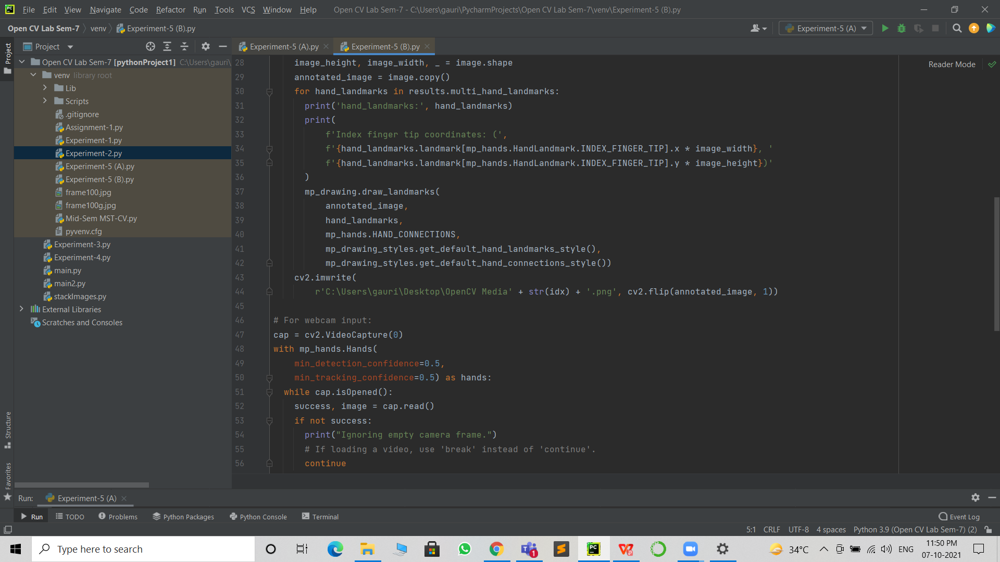 File Edit View Navigate Code Refactor Run Tools VCS Window Help Open CV Lab Sem-7 - C:\Users\gauri\PycharmProjects\Open CV Lab Sem-7\venv\Experiment-5 (B).py
Open CV Lab Sem-7 venv Experiment-5 (B).py Experiment-5 (A)
Project
Project
Experiment-5 (A).py Experiment-5 (B).py
Open CV Lab Sem-7 [pythonProject1] C:\Users\gauri\
venv library root
Lib
Scripts
.gitignore
Assignment-1.py
Experiment-1.py
Experiment-2.py
Experiment-5 (A).py
Experiment-5 (B).py
frame100.jpg
frame100g.jpg
Mid-Sem MST-CV.py
pyvenv.cfg
Experiment-3.py
Experiment-4.py
main.py
main2.py
stackImages.py
External Libraries
Scratches and Consoles
Structure
Favorites
Reader Mode
28 image_height, image_width, _ = image.shape
29 annotated_image = image.copy()
30 for hand_landmarks in results.multi_hand_landmarks:
31 print('hand_landmarks:', hand_landmarks)
32 print(
33 f'Index finger tip coordinates: (',
34 f'{hand_landmarks.landmark[mp_hands.HandLandmark.INDEX_FINGER_TIP].x * image_width}, '
35 f'{hand_landmarks.landmark[mp_hands.HandLandmark.INDEX_FINGER_TIP].y * image_height})'
36 )
37 mp_drawing.draw_landmarks(
38 annotated_image,
39 hand_landmarks,
40 mp_hands.HAND_CONNECTIONS,
41 mp_drawing_styles.get_default_hand_landmarks_style(),
42 mp_drawing_styles.get_default_hand_connections_style())
43 cv2.imwrite(
44 r'C:\Users\gauri\Desktop\OpenCV Media' + str(idx) + '.png', cv2.flip(annotated_image, 1))
45
46 # For webcam input:
47 cap = cv2.VideoCapture(0)
48 with mp_hands.Hands(
49 min_detection_confidence=0.5,
50 min_tracking_confidence=0.5) as hands:
51 while cap.isOpened():
52 success, image = cap.read()
53 if not success:
54 print("Ignoring empty camera frame.")
55 # If loading a video, use 'break' instead of 'continue'.
56 continue
Run: Experiment-5 (A)
Run TODO Problems Python Packages Python Console Terminal Event Log
5:1 CRLF UTF-8 4 spaces Python 3.9 (Open CV Lab Sem-7) (2)
Type here to search 1 34°C ENG 11:50 PM
07-10-2021